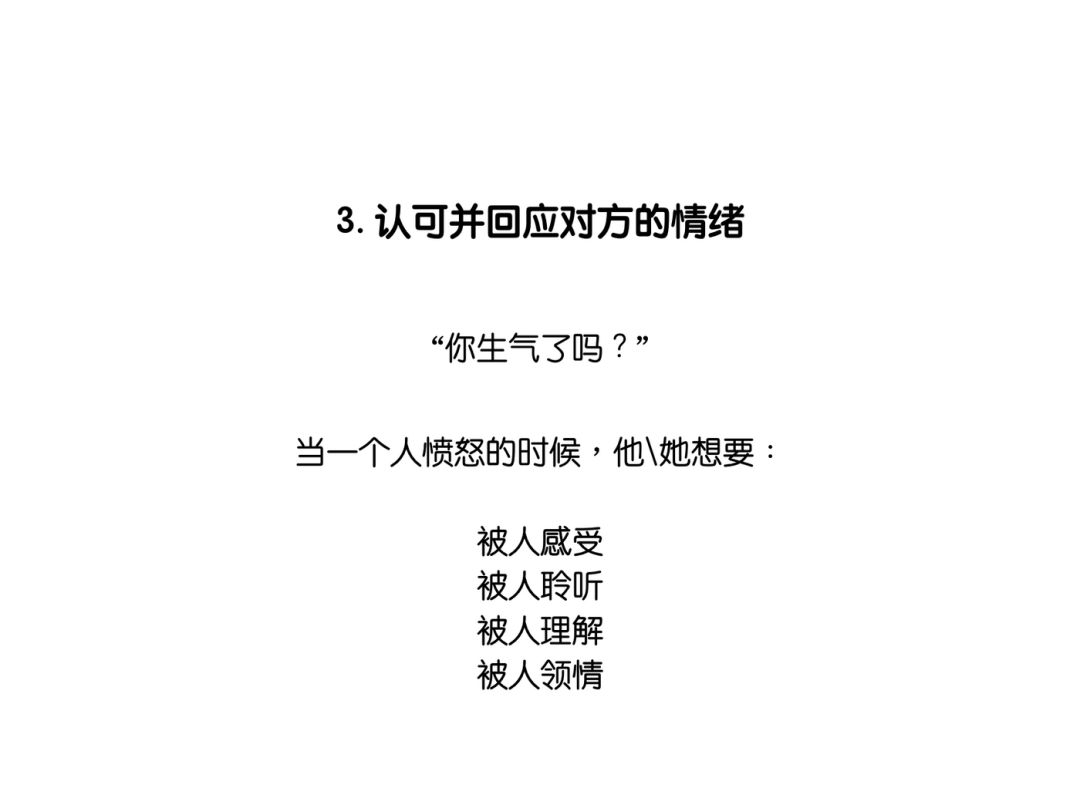 3. 认可并回应对方的情绪
“你生气了吗？”
当一个人愤怒的时候，他\她想要：
被人感受
被人聆听
被人理解
被人领情